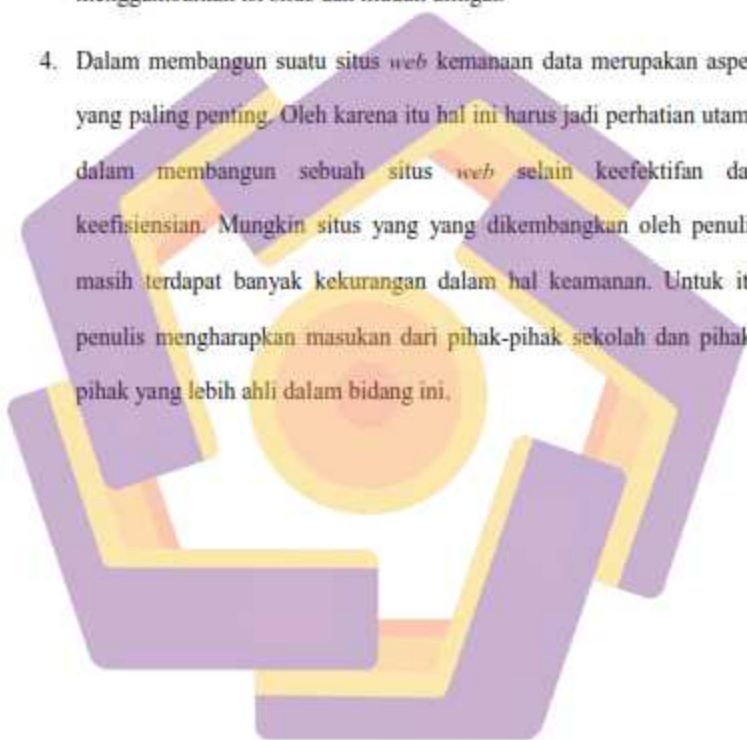 4. Dalam membangun suatu situs web kemanaan data merupakan aspe
yang paling penting. Oleh karena itu hal ini harus jadi perhatian utam
dalam membangun sebuah situs web selain keefektifan da
keefisiensian. Mungkin situs yang yang dikembangkan oleh penuli
masih terdapat banyak kekurangan dalam hal keamanan. Untuk it
penulis mengharapkan masukan dari pihak-pihak sekolah dan pihak
pihak yang lebih ahli dalam bidang ini.